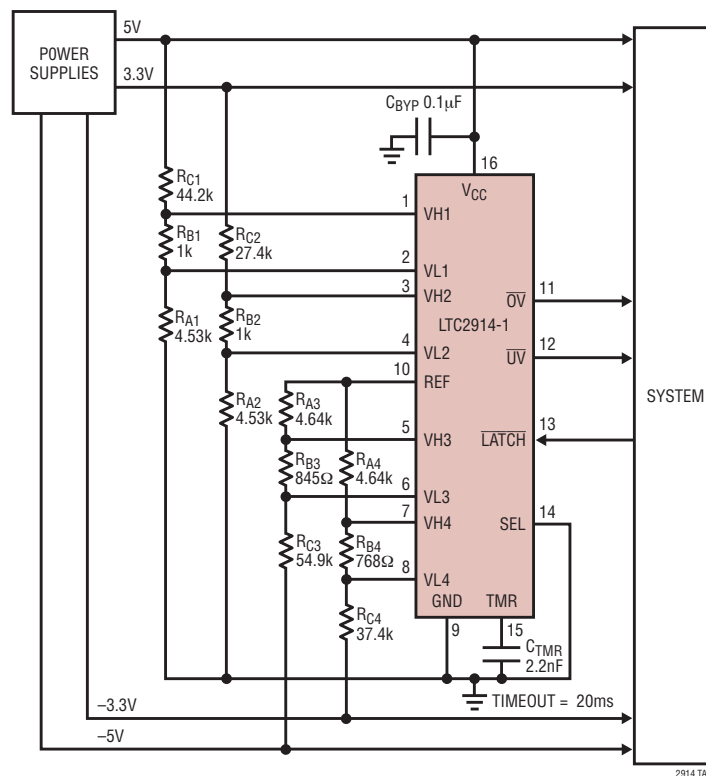 POWER
SUPPLIES
5V
3.3V
CBYP 0.1µF
16
VCC
RC1
44.2k
1
VH1
RB1
1k
RC2
27.4k
2
VL1
3
VH2
OV
11
RA1
4.53k
RB2
1k
LTC2914-1
4
VL2
UV
12
10
REF
SYSTEM
RA2
4.53k
RA3
4.64k
5
VH3
LATCH
13
RB3
845Ω
RA4
4.64k
6
VL3
7
VH4
SEL
14
RC3
54.9k
RB4
768Ω
8
VL4
GND
TMR
RC4
37.4k
9
15
CTMR
2.2nF
TIMEOUT = 20ms
–3.3V
–5V